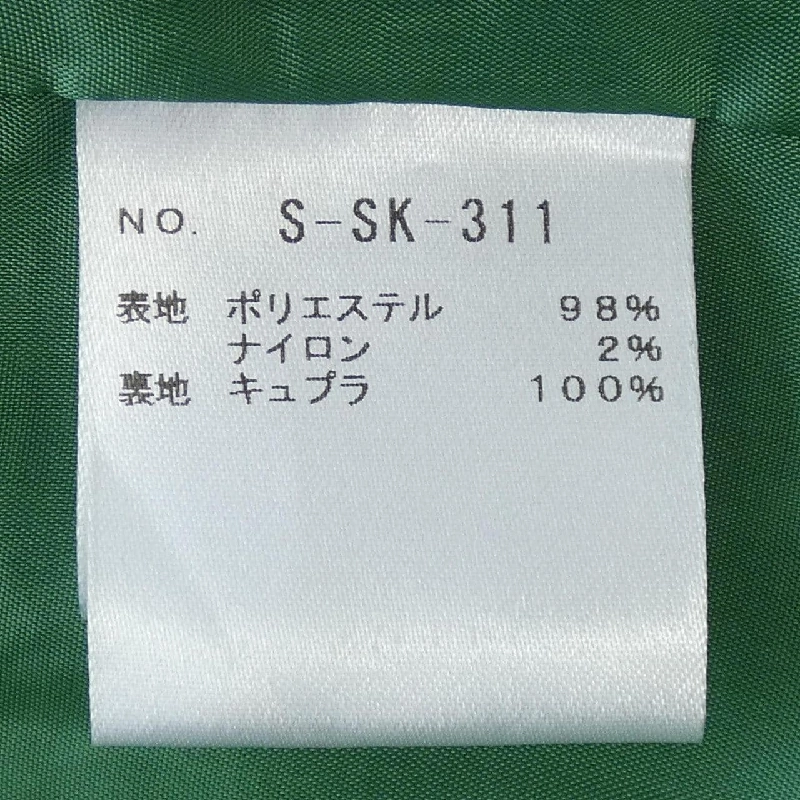 NO. S-SK-311
表地 ポリエステル 98%
ナイロン 2%
裏地 キュプラ 100%